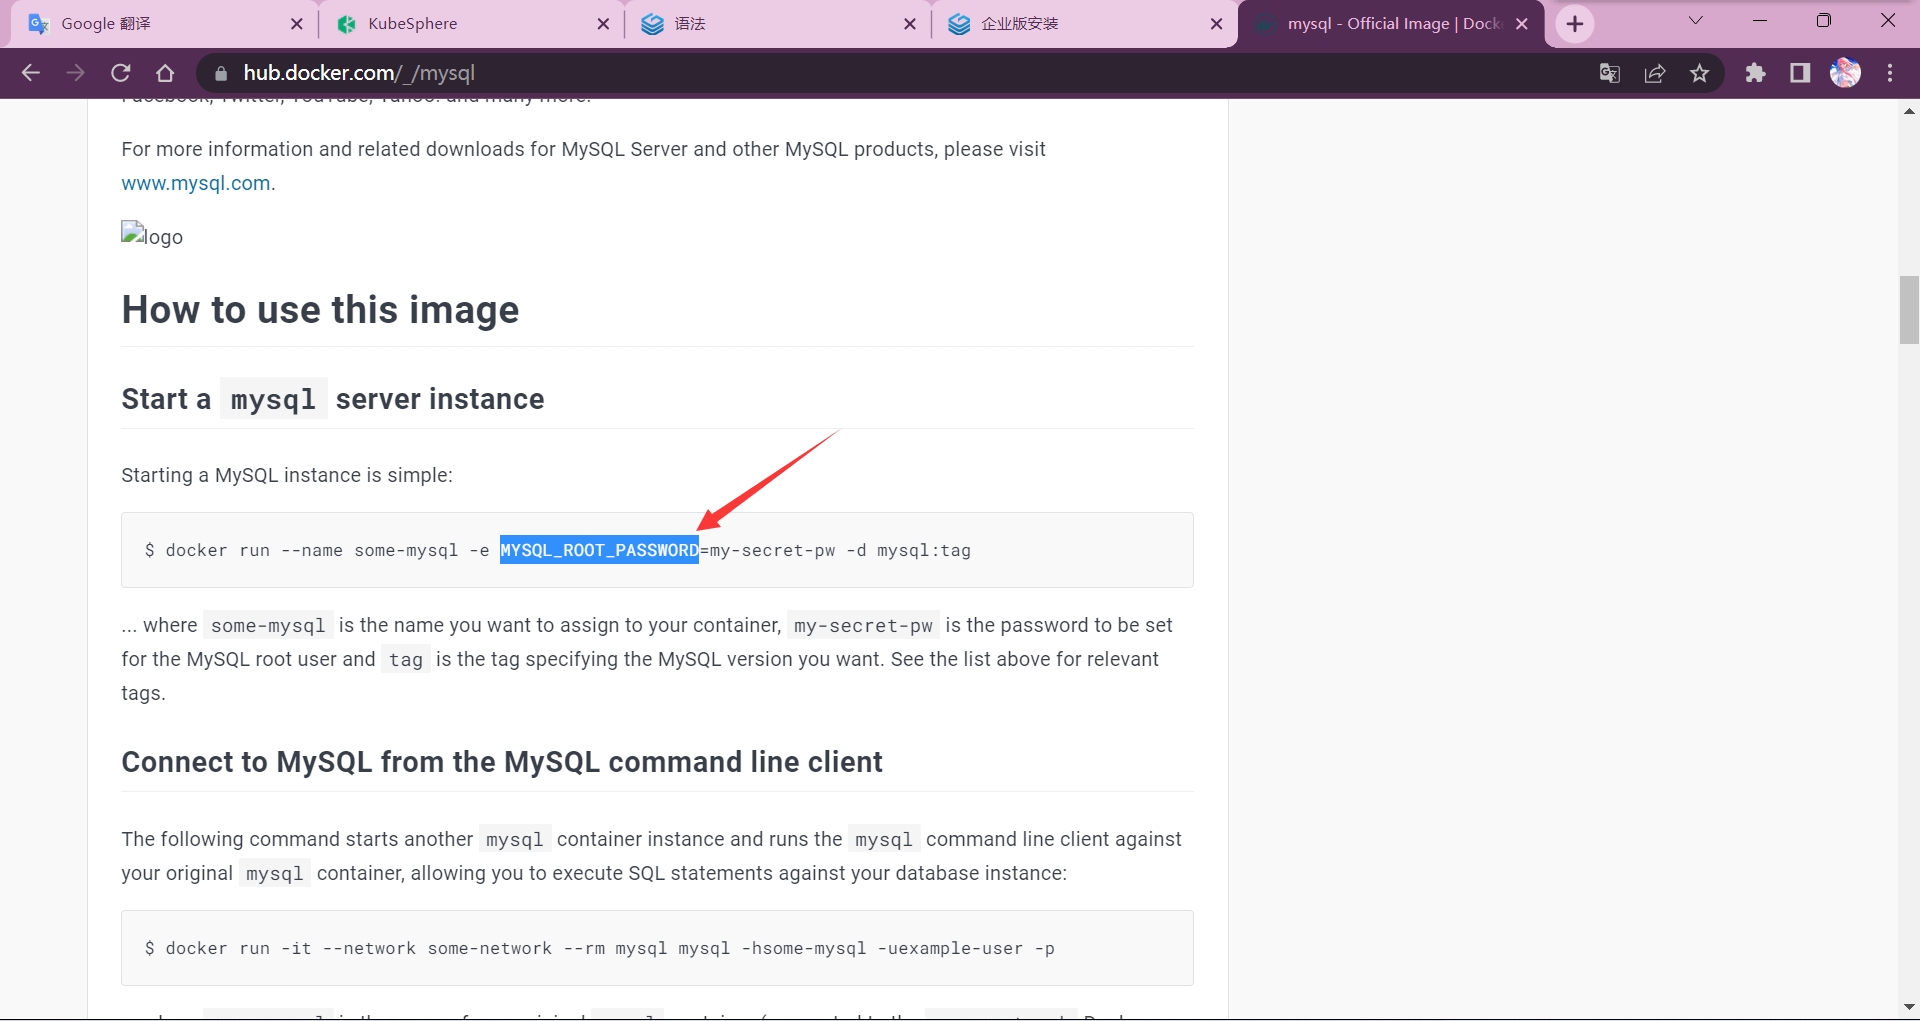 Google 翻译
KubeSphere
语法
企业版安装
mysql - Official Image | Dock
hub.docker.com/_/mysql
Facebook, Twitter, YouTube, Yahoo! and many more.
For more information and related downloads for MySQL Server and other MySQL products, please visit
www.mysql.com.
logo
How to use this image
Start a mysql server instance
Starting a MySQL instance is simple:
$ docker run --name some-mysql -e MYSQL_ROOT_PASSWORD=my-secret-pw -d mysql:tag
... where some-mysql is the name you want to assign to your container, my-secret-pw is the password to be set
for the MySQL root user and tag is the tag specifying the MySQL version you want. See the list above for relevant
tags.
Connect to MySQL from the MySQL command line client
The following command starts another mysql container instance and runs the mysql command line client against
your original mysql container, allowing you to execute SQL statements against your database instance:
$ docker run -it --network some-network --rm mysql mysql -hsome-mysql -uexample-user -p